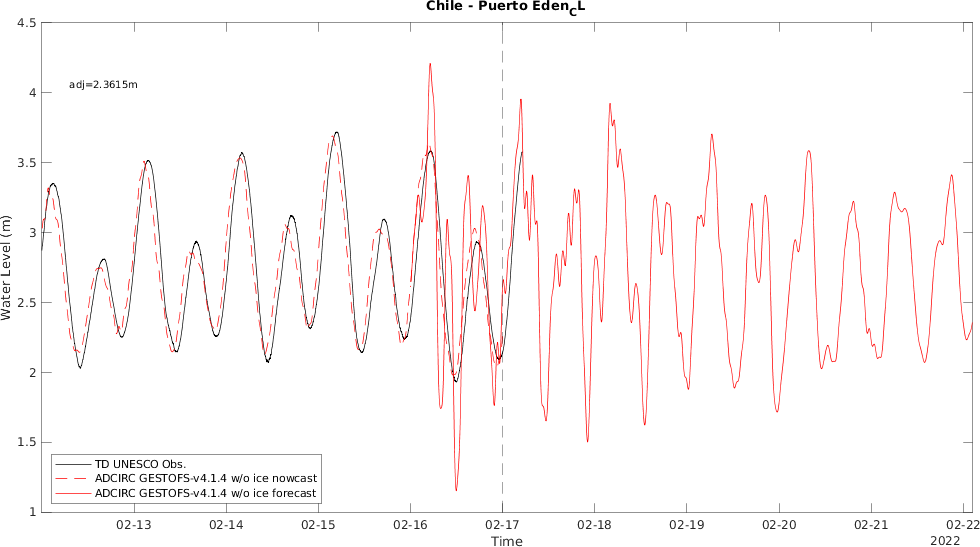 Chile - Puerto Eden_CL
4.5
4
3.5
3
2.5
2
1.5
1
Water Level (m)
adj=2.3615m
TD UNESCO Obs.
ADCIRC GESTOFS-v4.1.4 w/o ice nowcast
ADCIRC GESTOFS-v4.1.4 w/o ice forecast
02-13 02-14 02-15 02-16 02-17 02-18 02-19 02-20 02-21 02-22
Time
2022